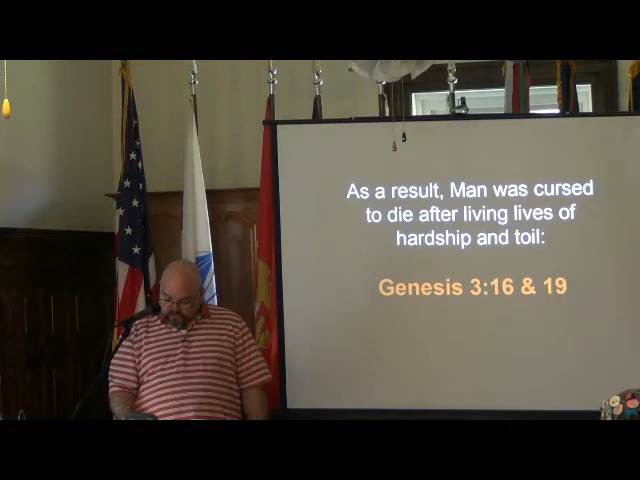 As a result, Man was cursed
to die after living lives of
hardship and toil:
Genesis 3:16 & 19